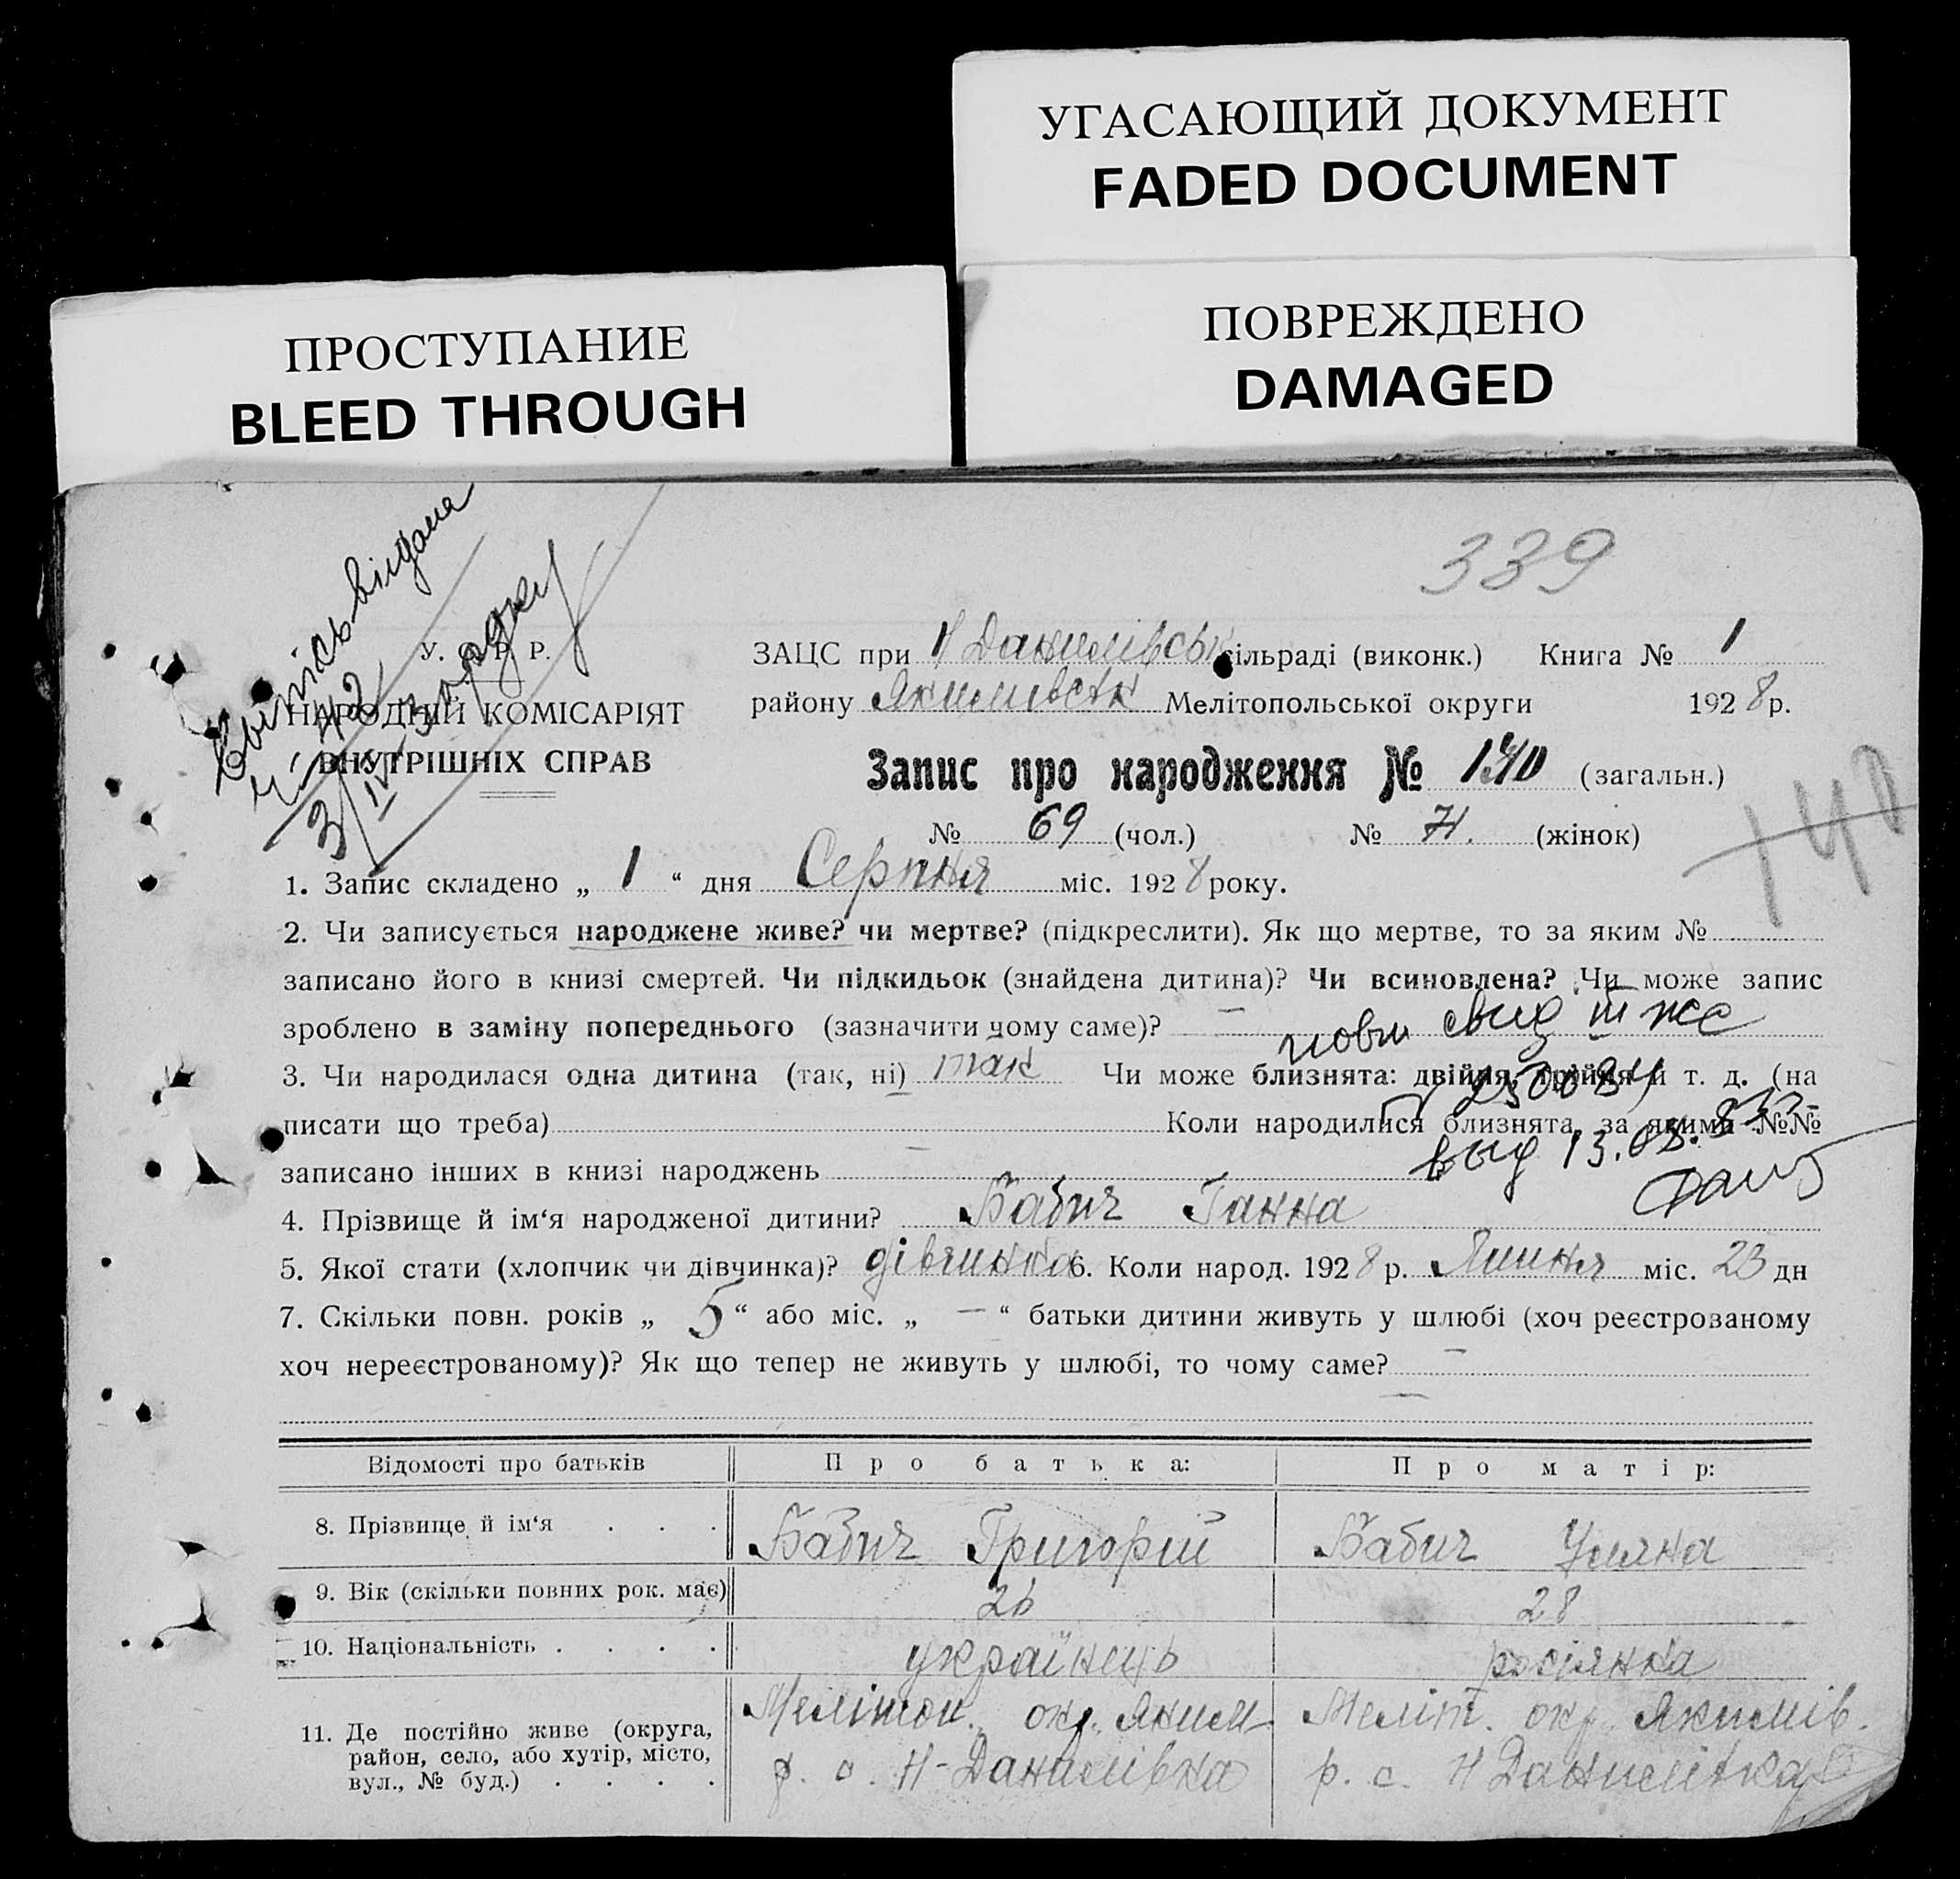 УГАСАЮЩИЙ ДОКУМЕНТ
FADED DOCUMENT
ПРОСТУПАНИЕ
BLEED THROUGH
ПОВРЕЖДЕНО
DAMAGED
339
У. С. Р. Р.
НАРОДНІЙ КОМІСАРІЯТ
ВНУТРІШНІХ СПРАВ
ЗАЦС при Н Данилівськ сільраді (виконк.) Книга № 1
району Якимівськ Мелітопольської округи 1928 р.
Запис про народження № 140 (загальн.)
140
№ 69 (чол.) № 71. (жінок)
1. Запис складено „ 1 “ дня Серпня міс. 1928 року.
2. Чи записується народжене живе? чи мертве? (підкреслити). Як що мертве, то за яким №
записано його в книзі смертей. Чи підкидьок (знайдена дитина)? Чи всиновлена? Чи може запис
зроблено в заміну попереднього (зазначити чому саме)? —
3. Чи народилася одна дитина (так, ні) так Чи може близнята: двійня, трійня й т. д. (на
писати що треба) Коли народилися близнята, за якими №№
записано інших в книзі народжень
4. Прізвище й ім‘я народженої дитини? Бабич Ганна
5. Якої стати (хлопчик чи дівчинка)? дівчинка 6. Коли народ. 1928 р. Липня міс. 23 дн
7. Скільки повн. років „ 5 “ або міс. „ — “ батьки дитини живуть у шлюбі (хоч реєстрованому
хоч нереєстрованому)? Як що тепер не живуть у шлюбі, то чому саме? —
Відомості про батьків Про батька: Про матір:
8. Прізвище й ім‘я . . . Бабич Григорій Бабич Уляна
9. Вік (скільки повних рок. має) 26 28
10. Національність . . . . українець росіянка
11. Де постійно живе (округа, Мелітоп. окр. Яким Меліт. окр. Якимів.
район, село, або хутір, місто, р. с. Н-Данилівка р. с. Н Данилівка
вул., № буд.) . . . .